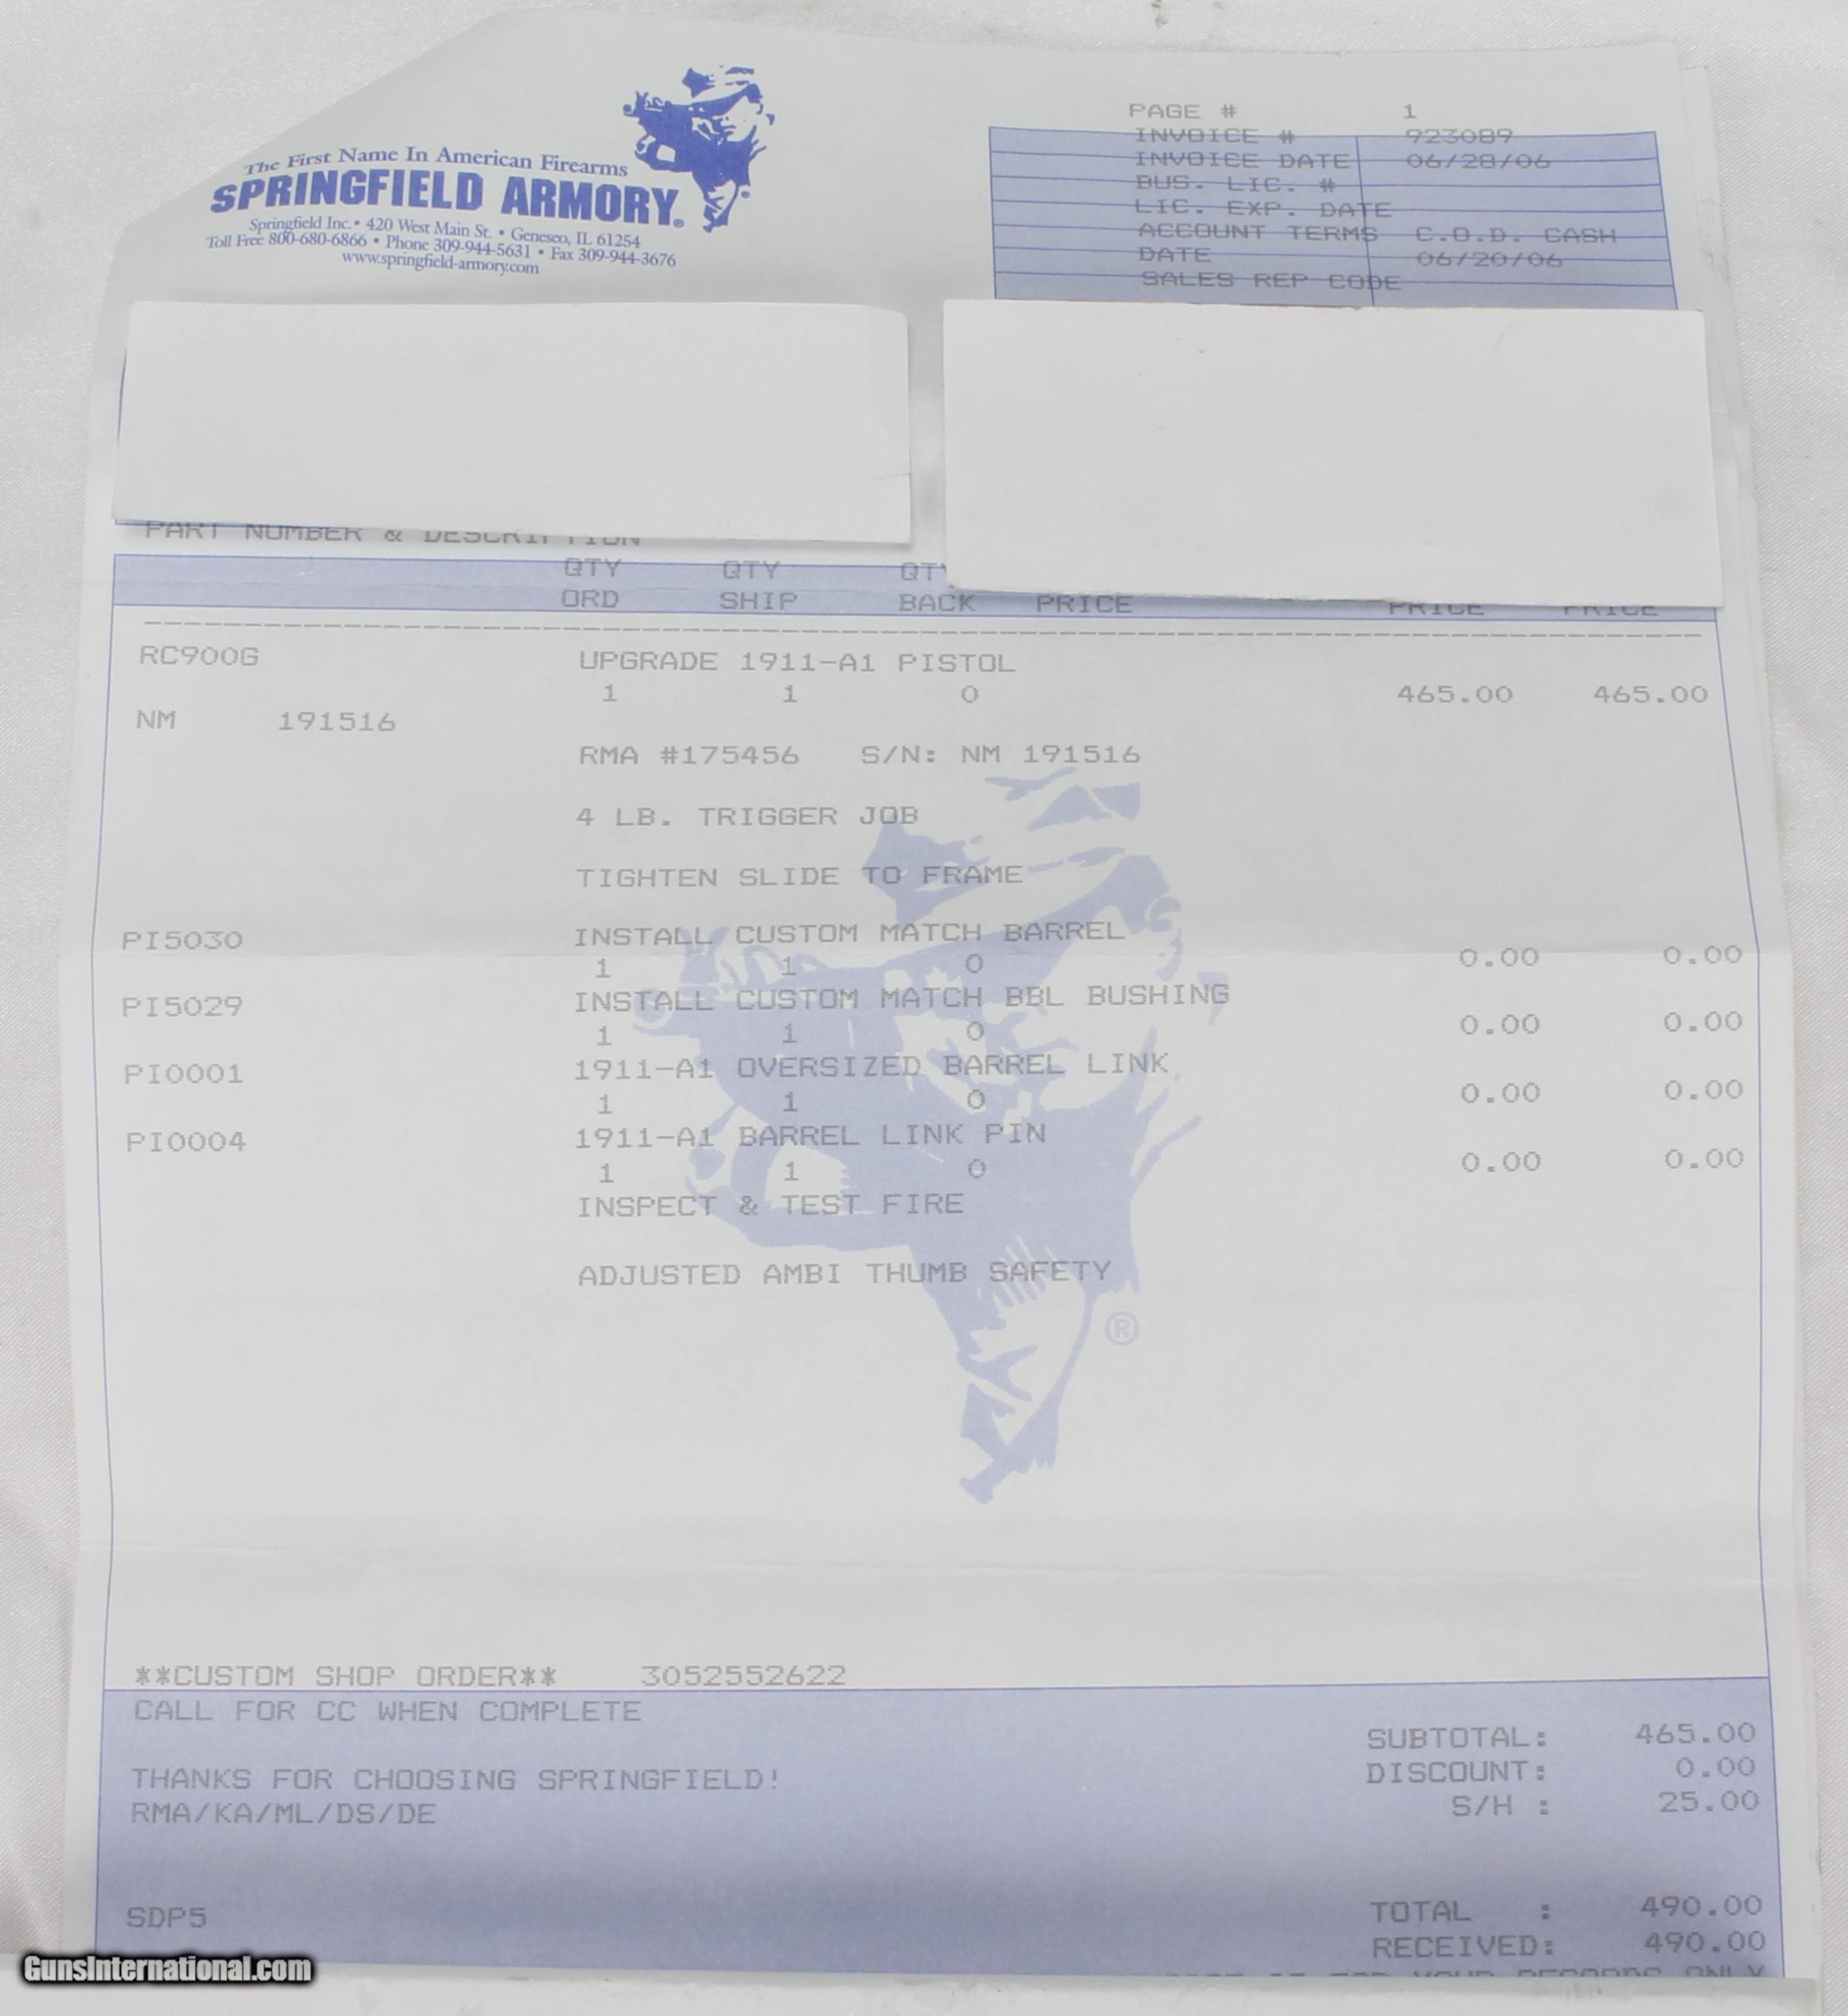 The First Name In American Firearms
SPRINGFIELD ARMORY®
Springfield Inc. • 420 West Main St. • Geneseo, IL 61254
Toll Free 800-680-6866 • Phone 309-944-5631 • Fax 309-944-3676
www.springfield-armory.com
PAGE # 1
INVOICE # 923089
INVOICE DATE 06/28/06
BUS. LIC. #
LIC. EXP. DATE
ACCOUNT TERMS C.O.D. CASH
DATE 06/20/06
SALES REP CODE
PART NUMBER & DESCRIPTION
QTY QTY QTY
ORD SHIP BACK PRICE PRICE PRICE
RC900G UPGRADE 1911-A1 PISTOL
1 1 0 465.00 465.00
NM 191516
RMA #175456 S/N: NM 191516
4 LB. TRIGGER JOB
TIGHTEN SLIDE TO FRAME
PI5030 INSTALL CUSTOM MATCH BARREL
1 1 0 0.00 0.00
PI5029 INSTALL CUSTOM MATCH BBL BUSHING
1 1 0 0.00 0.00
PI0001 1911-A1 OVERSIZED BARREL LINK
1 1 0 0.00 0.00
PI0004 1911-A1 BARREL LINK PIN
1 1 0 0.00 0.00
INSPECT & TEST FIRE
ADJUSTED AMBI THUMB SAFETY
®
**CUSTOM SHOP ORDER** 3052552622
CALL FOR CC WHEN COMPLETE
THANKS FOR CHOOSING SPRINGFIELD!
RMA/KA/ML/DS/DE
SUBTOTAL: 465.00
DISCOUNT: 0.00
S/H : 25.00
SDP5
TOTAL : 490.00
RECEIVED: 490.00
FOR YOUR RECORDS ONLY
GunsInternational.com